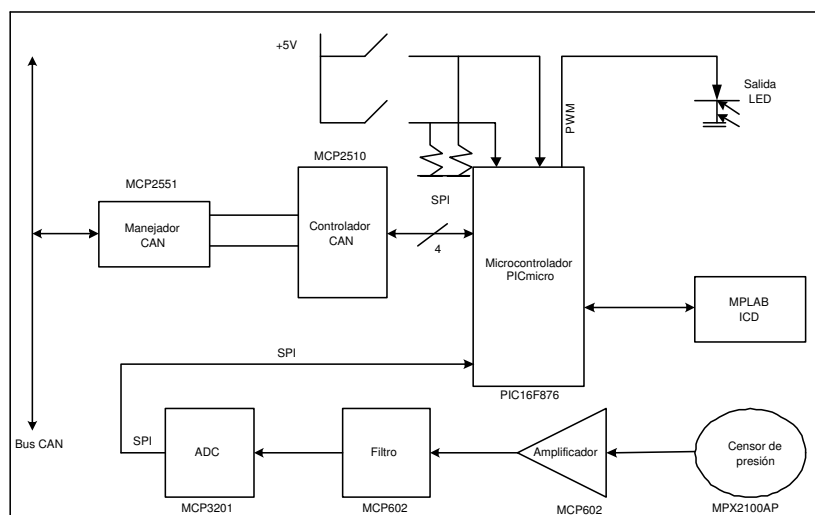 +5V
Salida
LED
PWM
MCP2510
MCP2551
SPI
Manejador
CAN
Controlador
CAN
4
Microcontrolador
PICmicro
MPLAB
ICD
SPI
PIC16F876
Bus CAN
SPI
ADC
Filtro
Amplificador
Censor de
presión
MCP3201
MCP602
MCP602
MPX2100AP